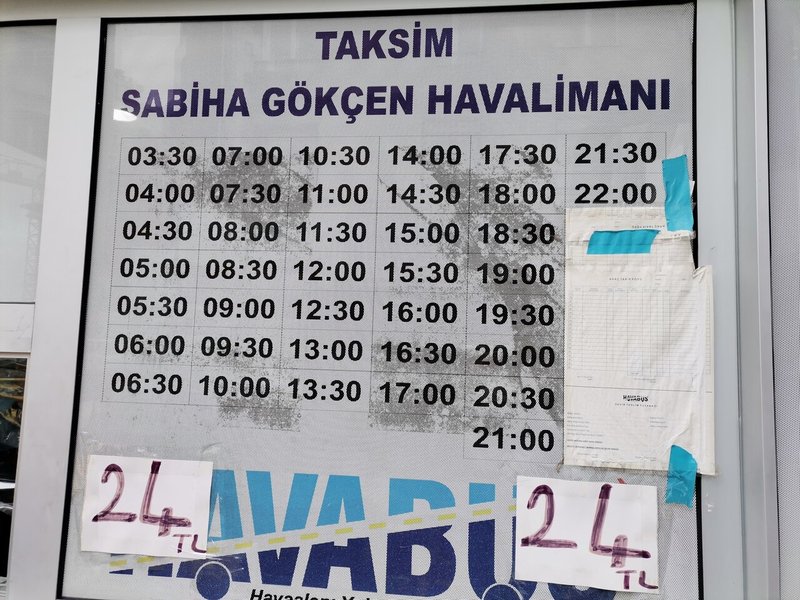 TAKSİM
SABİHA GÖKÇEN HAVALİMANI
03:30 07:00 10:30 14:00 17:30 21:30
04:00 07:30 11:00 14:30 18:00 22:00
04:30 08:00 11:30 15:00 18:30
05:00 08:30 12:00 15:30 19:00
05:30 09:00 12:30 16:00 19:30
06:00 09:30 13:00 16:30 20:00
06:30 10:00 13:30 17:00 20:30
21:00
HAVABÜS
24 TL
HAVABUS
24 TL